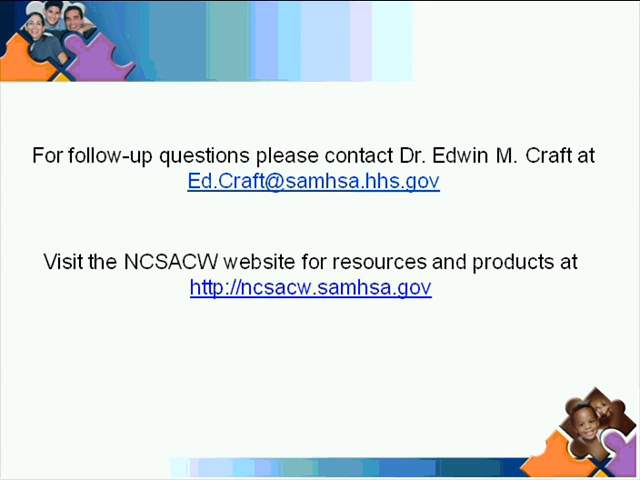 For follow-up questions please contact Dr. Edwin M. Craft at
Ed.Craft@samhsa.hhs.gov
Visit the NCSACW website for resources and products at
http://ncsacw.samhsa.gov